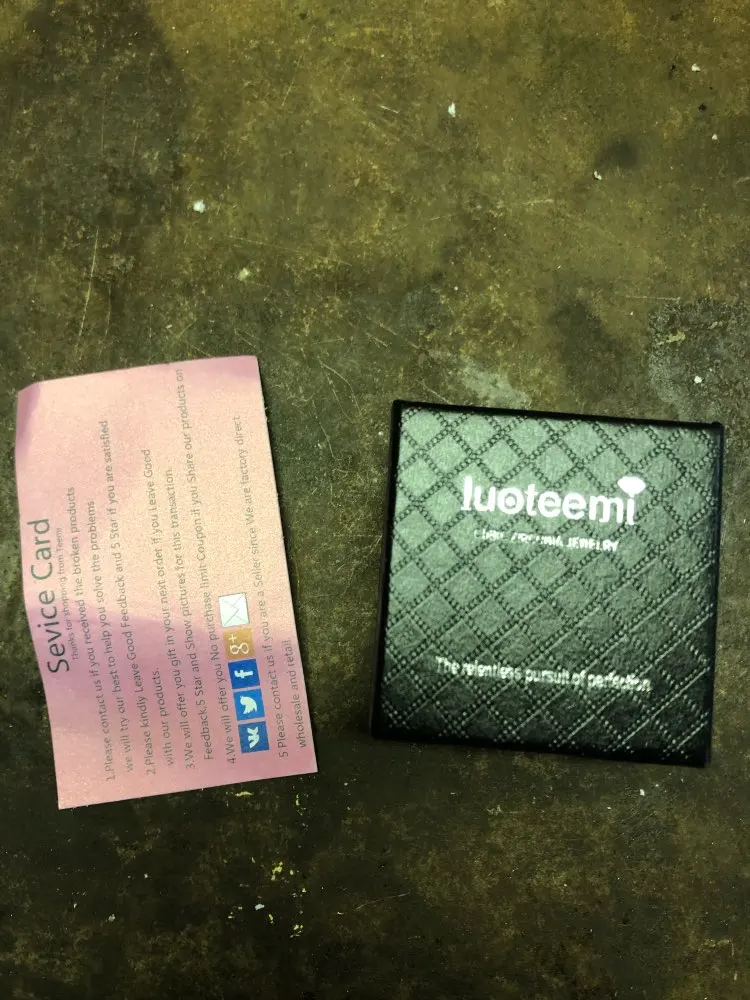 Sevice Card
Thanks for shopping from Teemi
1.Please contact us if you received the broken products
we will try our best to help you solve the problems
2.Please kindly Leave Good Feedback and 5 Star if you are satisfied
with our products.
3.We will offer you gift in your next order if you Leave Good
Feedback,5 Star and Show pictures for this transaction.
4.We will offer you No purchase limit Coupon if you Share our products on
VK f 8+
5.Please contact us if you are a Seller since We are factory direct
wholesale and retail.
luoteemi
ZIRCONIA JEWELRY
The relentless pursuit of perfection